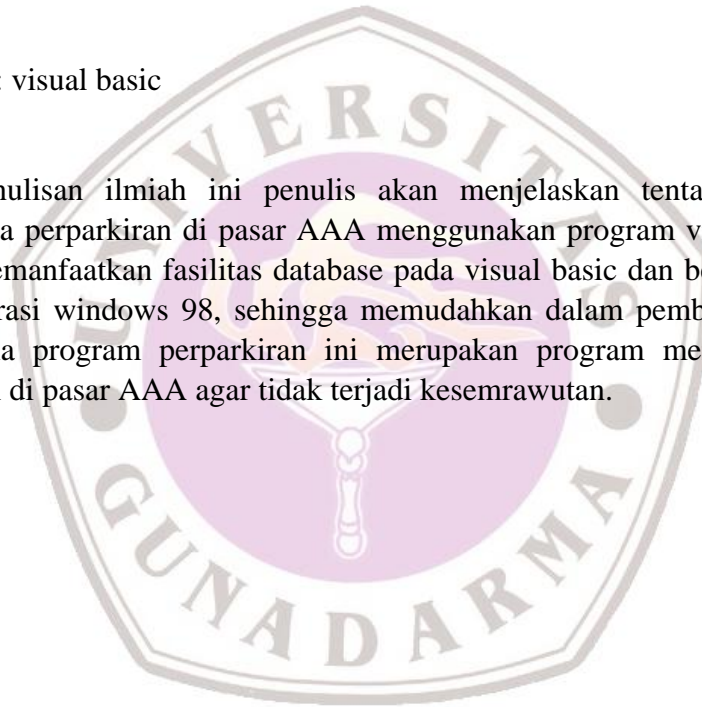 : visual basic
nulisan ilmiah ini penulis akan menjelaskan tenta
a perparkiran di pasar AAA menggunakan program v
emanfaatkan fasilitas database pada visual basic dan be
rasi windows 98, sehingga memudahkan dalam pemb
a program perparkiran ini merupakan program me
di pasar AAA agar tidak terjadi kesemrawutan.
UNIVERSITAS
GUNADARMA